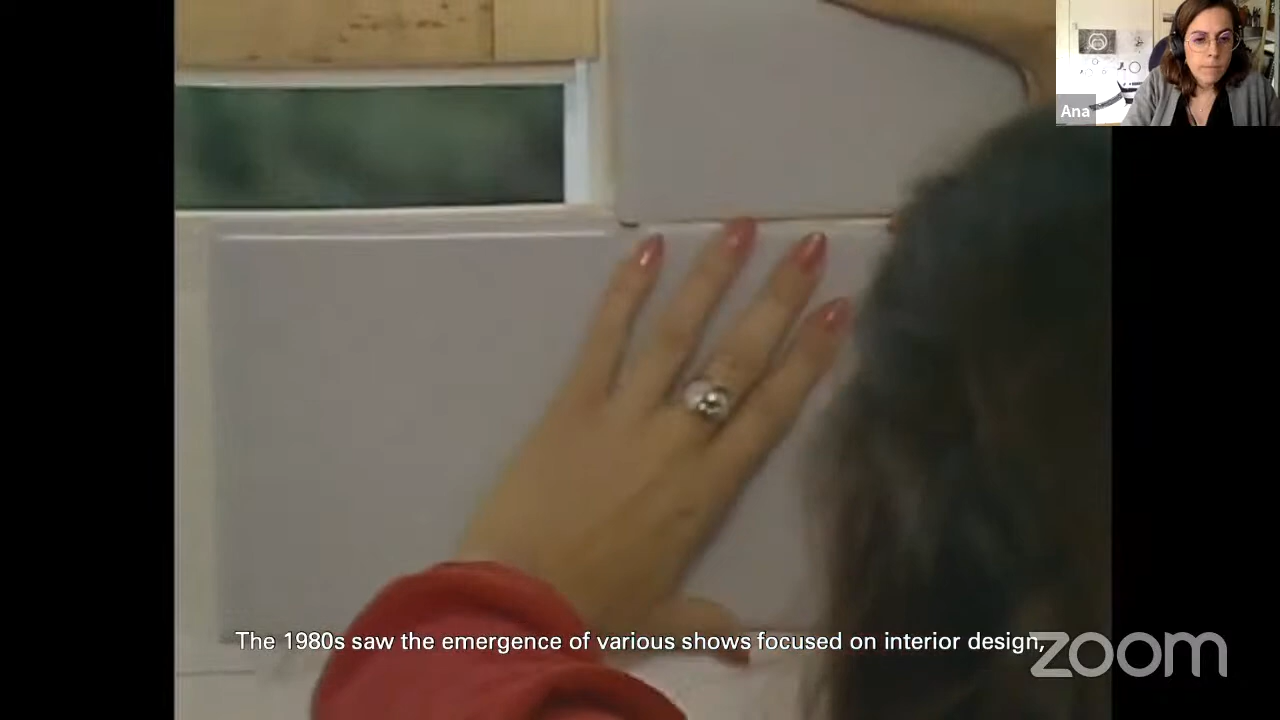 Ana
The 1980s saw the emergence of various shows focused on interior design,
zoom